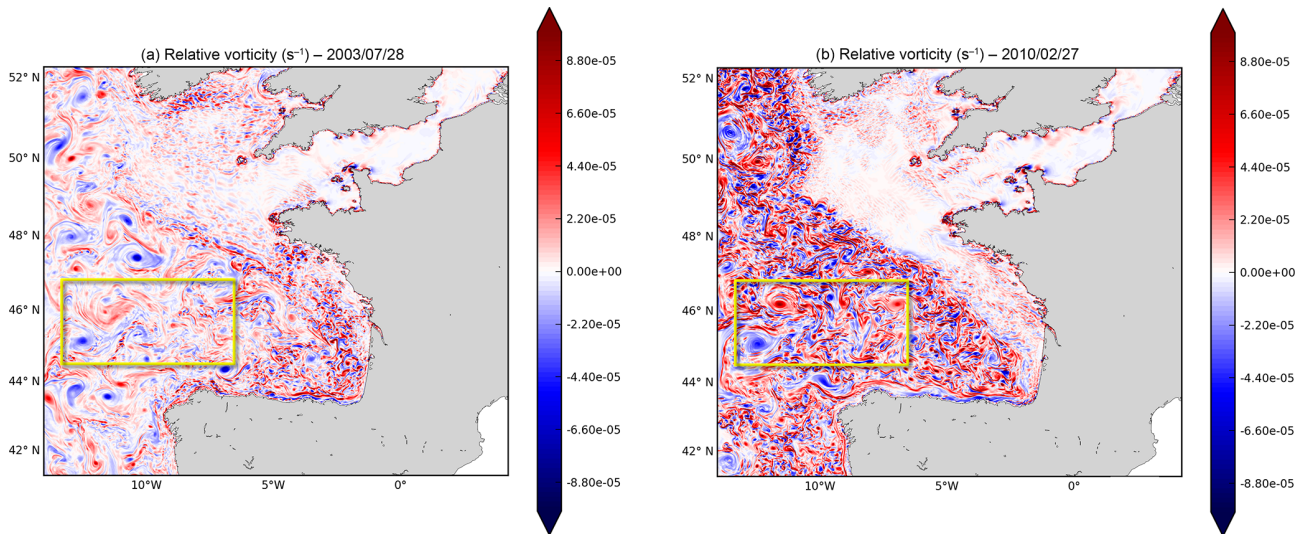 (a) Relative vorticity (s⁻¹) – 2003/07/28
52° N
50° N
48° N
46° N
44° N
42° N
10°W
5°W
0°
8.80e-05
6.60e-05
4.40e-05
2.20e-05
0.00e+00
-2.20e-05
-4.40e-05
-6.60e-05
-8.80e-05
(b) Relative vorticity (s⁻¹) – 2010/02/27
52° N
50° N
48° N
46° N
44° N
42° N
10°W
5°W
0°
8.80e-05
6.60e-05
4.40e-05
2.20e-05
0.00e+00
-2.20e-05
-4.40e-05
-6.60e-05
-8.80e-05